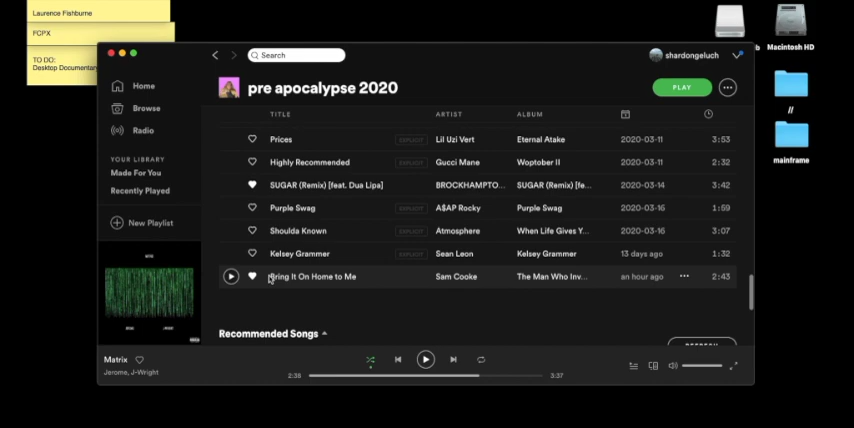 Laurence Fishburne
FCPX
TO DO:
Desktop Documentary
Macintosh HD
//
mainframe
Search
shardongeluch
Home
Browse
Radio
YOUR LIBRARY
Made For You
Recently Played
New Playlist
pre apocalypse 2020
PLAY
TITLE ARTIST ALBUM
Prices EXPLICIT Lil Uzi Vert Eternal Atake 2020-03-11 3:53
Highly Recommended EXPLICIT Gucci Mane Woptober II 2020-03-11 2:32
SUGAR (Remix) [feat. Dua Lipa] BROCKHAMPTO... SUGAR (Remix) [fe... 2020-03-14 3:42
Purple Swag EXPLICIT A$AP Rocky Purple Swag 2020-03-16 1:59
Shoulda Known EXPLICIT Atmosphere When Life Gives Y... 2020-03-16 3:07
Kelsey Grammer EXPLICIT Sean Leon Kelsey Grammer 13 days ago 1:32
Bring It On Home to Me Sam Cooke The Man Who Inv... an hour ago 2:43
Recommended Songs
Matrix
Jerome, J-Wright
2:38 3:37